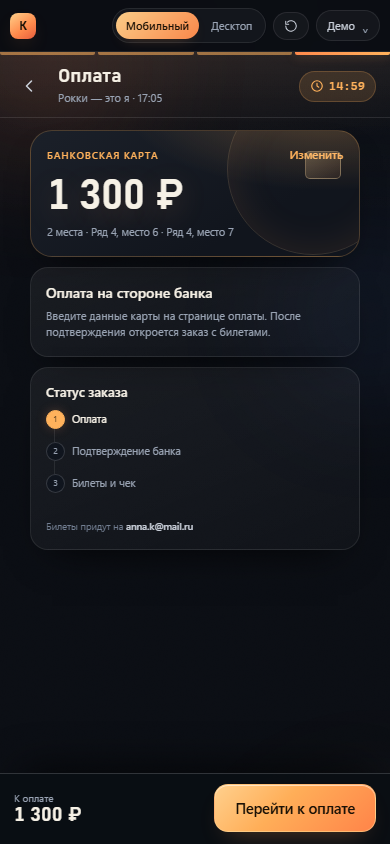 К
Мобильный
Десктоп
Демо
Оплата
Рокки — это я · 17:05
14:59
БАНКОВСКАЯ КАРТА
Изменить
1 300 ₽
2 места · Ряд 4, место 6 · Ряд 4, место 7
Оплата на стороне банка
Введите данные карты на странице оплаты. После
подтверждения откроется заказ с билетами.
Статус заказа
1 Оплата
2 Подтверждение банка
3 Билеты и чек
Билеты придут на anna.k@mail.ru
К оплате
1 300 ₽
Перейти к оплате